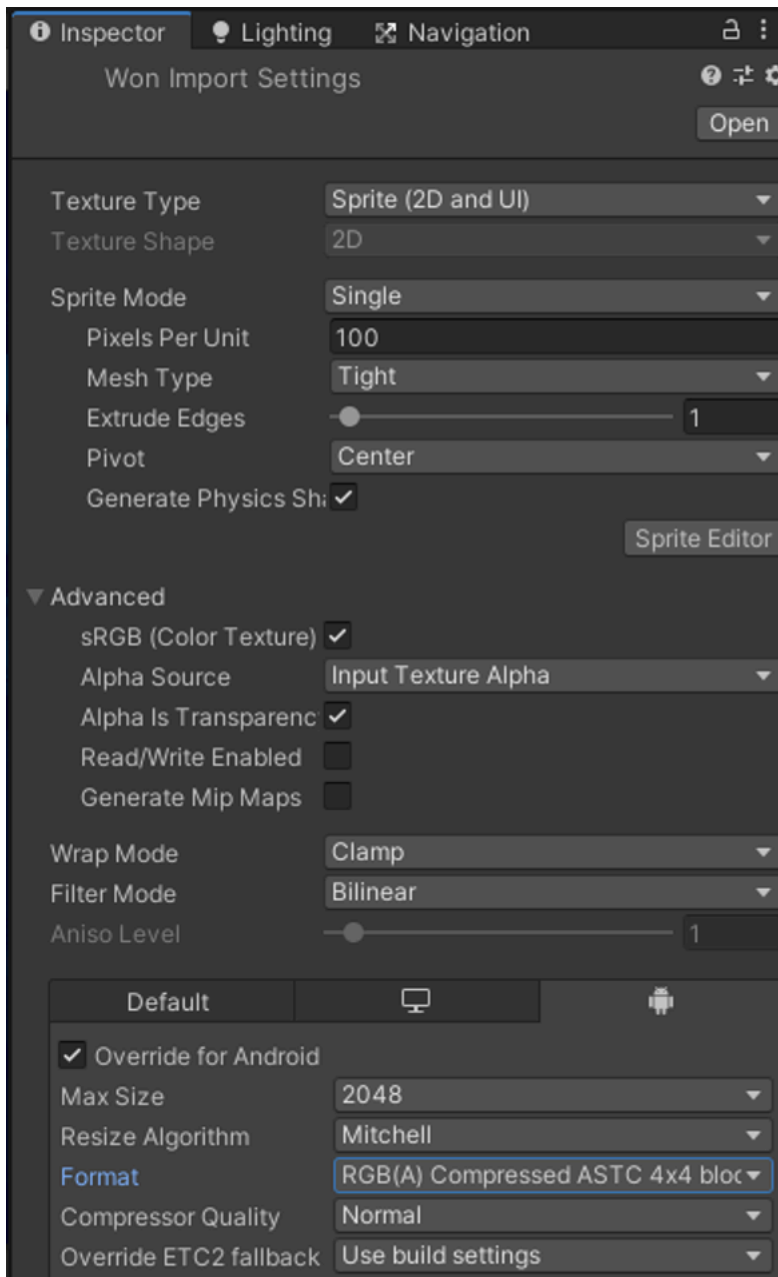 Inspector Lighting Navigation
Won Import Settings
Open
Texture Type Sprite (2D and UI)
Texture Shape 2D
Sprite Mode Single
Pixels Per Unit 100
Mesh Type Tight
Extrude Edges 1
Pivot Center
Generate Physics Sha
Sprite Editor
Advanced
sRGB (Color Texture)
Alpha Source Input Texture Alpha
Alpha Is Transparenc
Read/Write Enabled
Generate Mip Maps
Wrap Mode Clamp
Filter Mode Bilinear
Aniso Level 1
Default
Override for Android
Max Size 2048
Resize Algorithm Mitchell
Format RGB(A) Compressed ASTC 4x4 bloc
Compressor Quality Normal
Override ETC2 fallback Use build settings